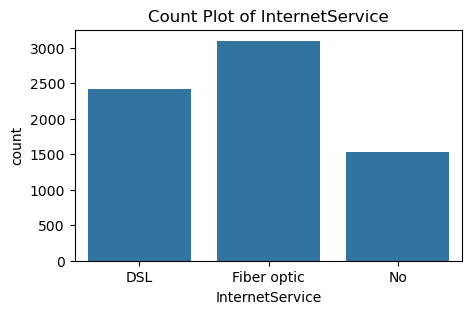 Count Plot of InternetService
3000
2500
2000
1500
1000
500
0
count
DSL
Fiber optic
No
InternetService